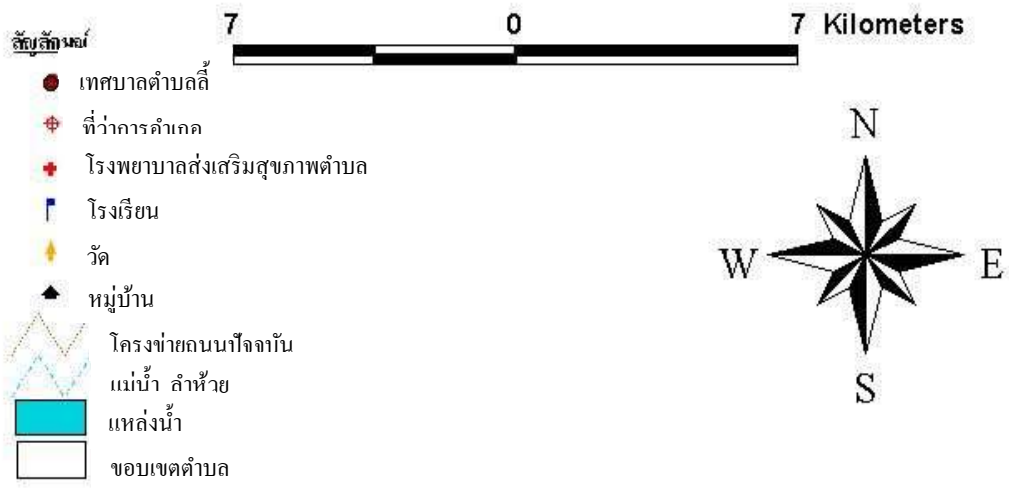 7 0 7 Kilometers
สัญลักษณ์
เทศบาลตำบลลี้
ที่ว่าการอำเภอ
โรงพยาบาลส่งเสริมสุขภาพตำบล
โรงเรียน
วัด
หมู่บ้าน
โครงข่ายถนนปัจจุบัน
แม่น้ำ ลำห้วย
แหล่งน้ำ
ขอบเขตตำบล
N
W E
S